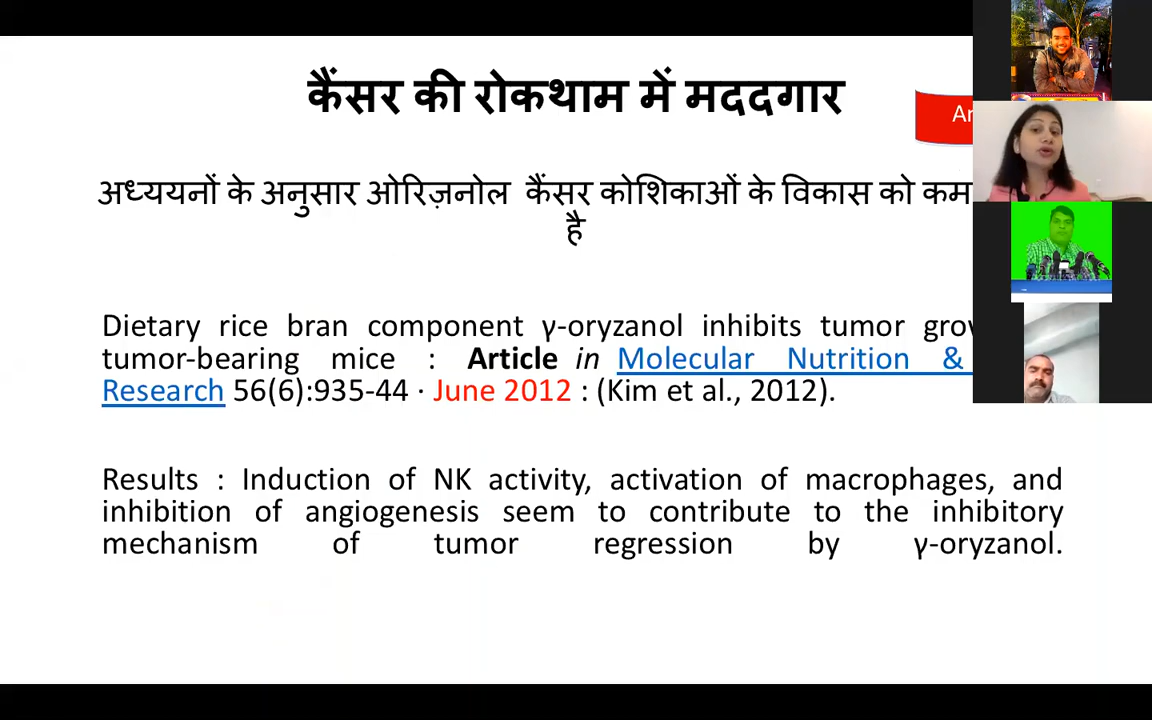 कैंसर की रोकथाम में मददगार
अध्ययनों के अनुसार ओरिज़नोल कैंसर कोशिकाओं के विकास को कम
है
Dietary rice bran component γ-oryzanol inhibits tumor
tumor-bearing mice : Article in Molecular Nutrition &
Research 56(6):935-44 · June 2012 : (Kim et al., 2012).
Results : Induction of NK activity, activation of macrophages, and
inhibition of angiogenesis seem to contribute to the inhibitory
mechanism of tumor regression by γ-oryzanol.